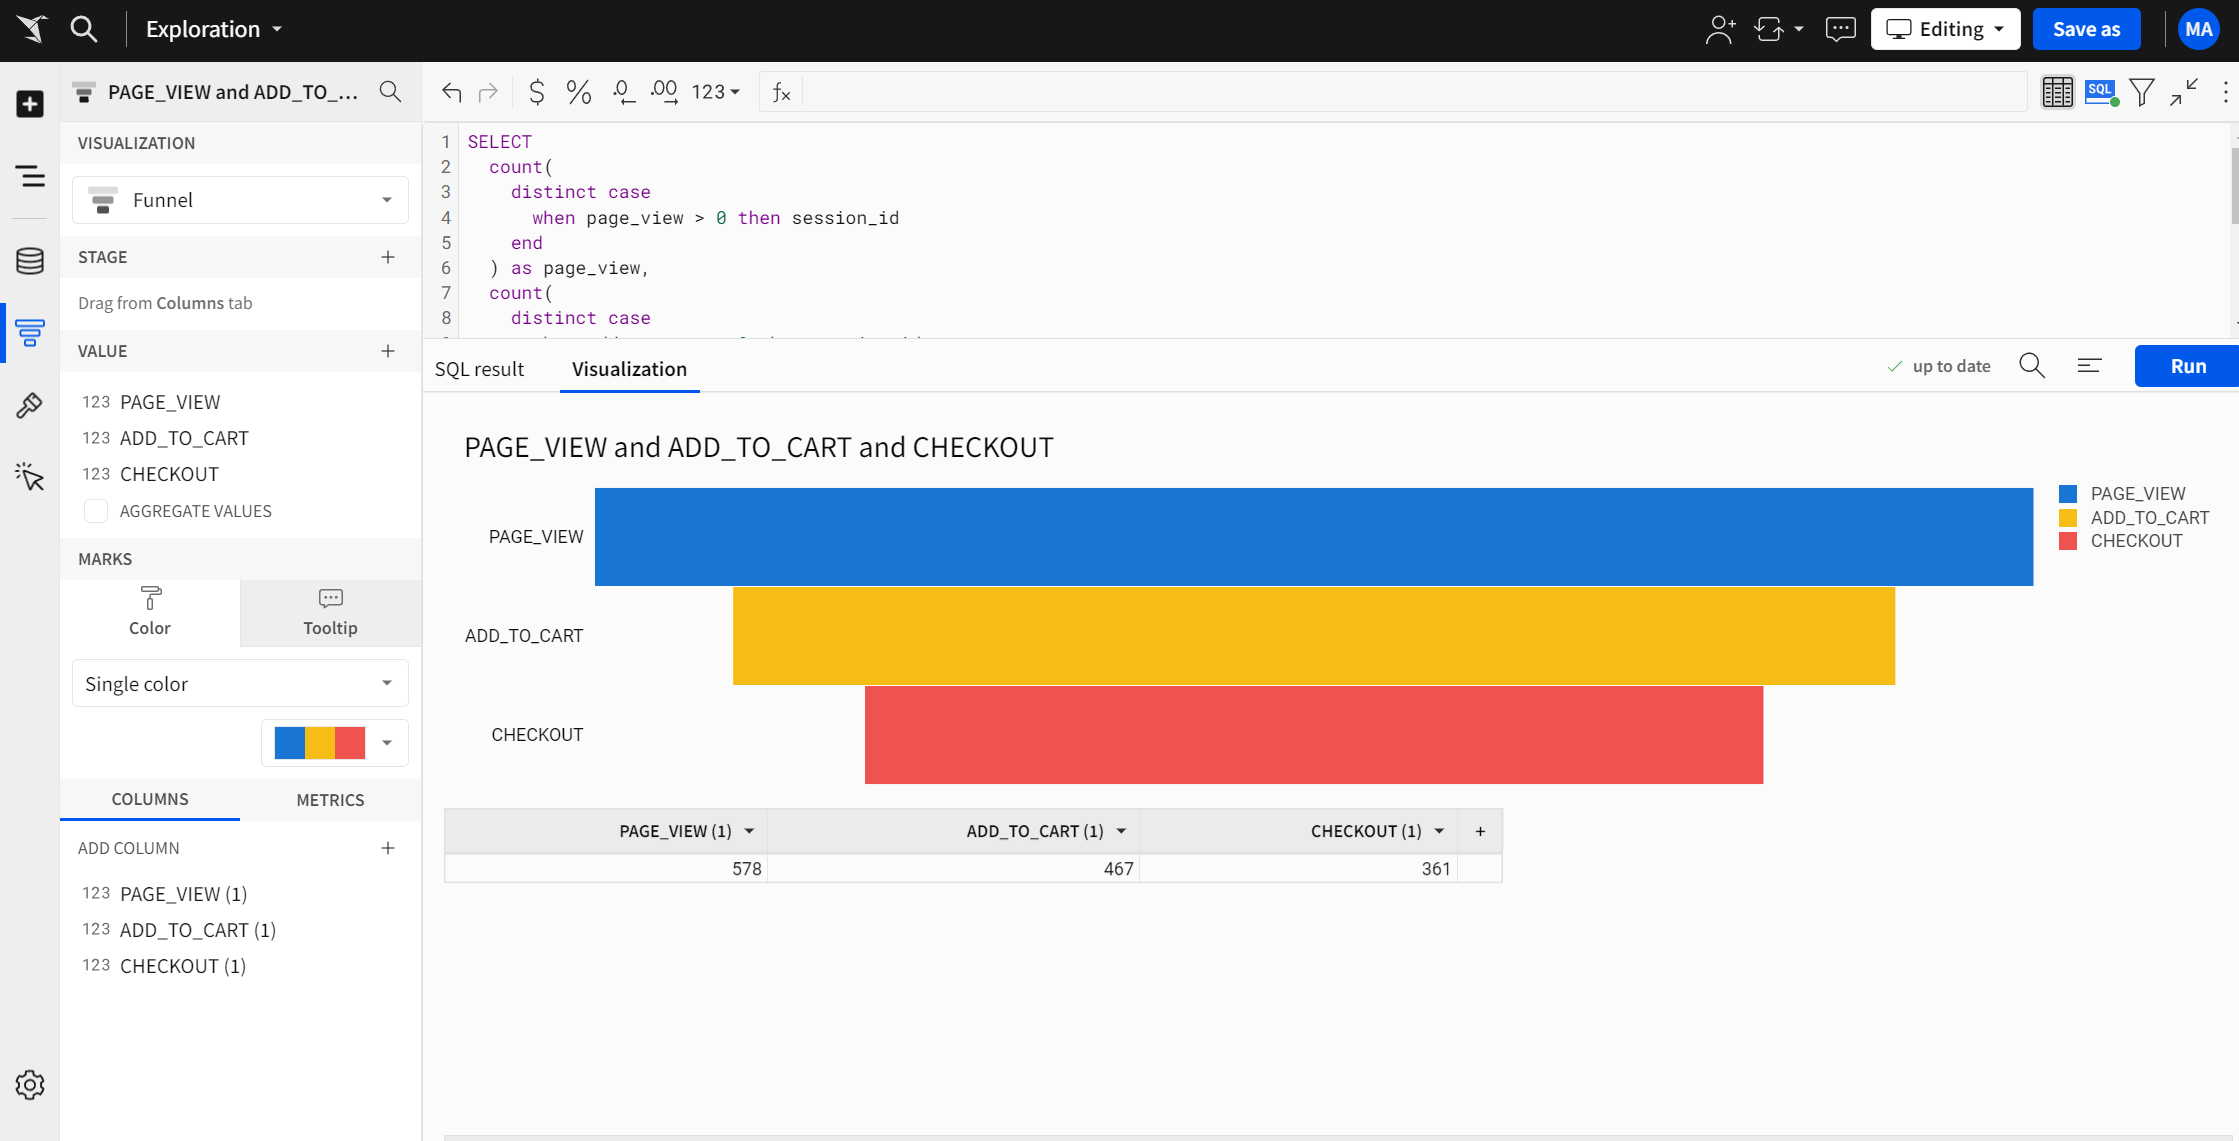 Exploration
Editing
Save as
MA
PAGE_VIEW and ADD_TO_...
$ % .0 .00 123
fx
SQL
VISUALIZATION
Funnel
STAGE
Drag from Columns tab
VALUE
123 PAGE_VIEW
123 ADD_TO_CART
123 CHECKOUT
AGGREGATE VALUES
MARKS
Color
Tooltip
Single color
COLUMNS
METRICS
ADD COLUMN
123 PAGE_VIEW (1)
123 ADD_TO_CART (1)
123 CHECKOUT (1)
1 SELECT
2 count(
3 distinct case
4 when page_view > 0 then session_id
5 end
6 ) as page_view,
7 count(
8 distinct case
SQL result
Visualization
up to date
Run
PAGE_VIEW and ADD_TO_CART and CHECKOUT
PAGE_VIEW
ADD_TO_CART
CHECKOUT
PAGE_VIEW
ADD_TO_CART
CHECKOUT
PAGE_VIEW (1) ADD_TO_CART (1) CHECKOUT (1) +
578 467 361